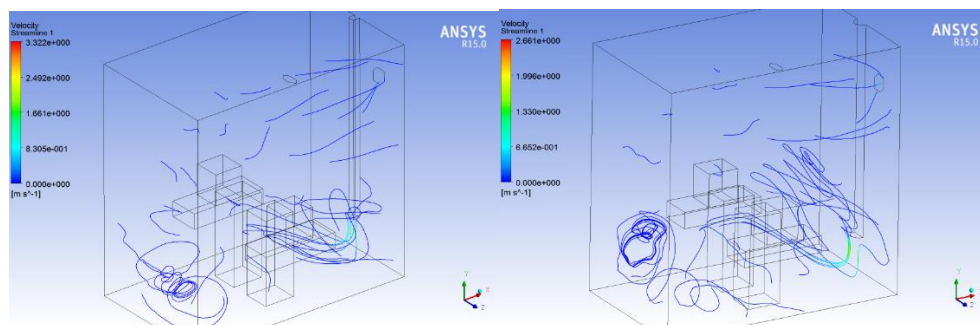 Velocity
Streamline 1
3.322e+000
2.492e+000
1.661e+000
8.305e-001
0.000e+000
[m s^-1]
ANSYS
R15.0
Y
X
Z
Velocity
Streamline 1
2.661e+000
1.996e+000
1.330e+000
6.652e-001
0.000e+000
[m s^-1]
ANSYS
R15.0
Y
Z